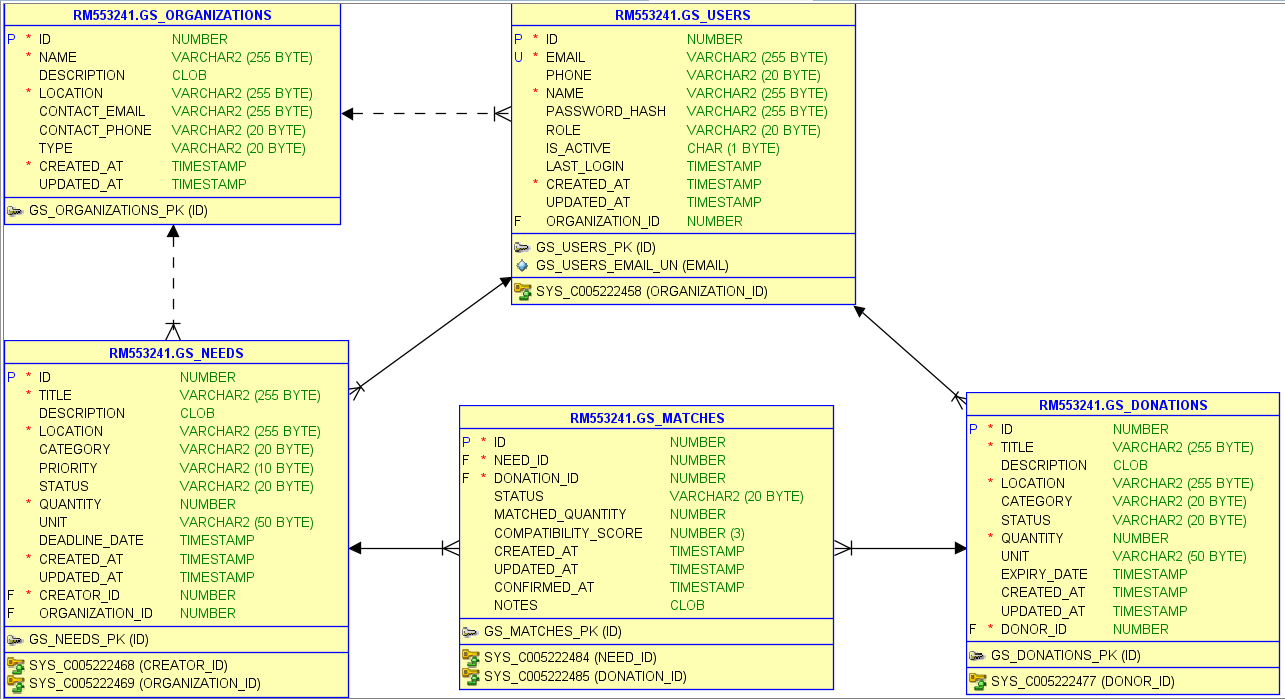 RM553241.GS_ORGANIZATIONS
P * ID NUMBER
* NAME VARCHAR2 (255 BYTE)
DESCRIPTION CLOB
* LOCATION VARCHAR2 (255 BYTE)
CONTACT_EMAIL VARCHAR2 (255 BYTE)
CONTACT_PHONE VARCHAR2 (20 BYTE)
TYPE VARCHAR2 (20 BYTE)
* CREATED_AT TIMESTAMP
UPDATED_AT TIMESTAMP
GS_ORGANIZATIONS_PK (ID)
RM553241.GS_USERS
P * ID NUMBER
U * EMAIL VARCHAR2 (255 BYTE)
PHONE VARCHAR2 (20 BYTE)
* NAME VARCHAR2 (255 BYTE)
PASSWORD_HASH VARCHAR2 (255 BYTE)
ROLE VARCHAR2 (20 BYTE)
IS_ACTIVE CHAR (1 BYTE)
LAST_LOGIN TIMESTAMP
* CREATED_AT TIMESTAMP
UPDATED_AT TIMESTAMP
F ORGANIZATION_ID NUMBER
GS_USERS_PK (ID)
GS_USERS_EMAIL_UN (EMAIL)
SYS_C005222458 (ORGANIZATION_ID)
RM553241.GS_NEEDS
P * ID NUMBER
* TITLE VARCHAR2 (255 BYTE)
DESCRIPTION CLOB
* LOCATION VARCHAR2 (255 BYTE)
CATEGORY VARCHAR2 (20 BYTE)
PRIORITY VARCHAR2 (10 BYTE)
STATUS VARCHAR2 (20 BYTE)
* QUANTITY NUMBER
UNIT VARCHAR2 (50 BYTE)
DEADLINE_DATE TIMESTAMP
* CREATED_AT TIMESTAMP
UPDATED_AT TIMESTAMP
F * CREATOR_ID NUMBER
F ORGANIZATION_ID NUMBER
GS_NEEDS_PK (ID)
SYS_C005222468 (CREATOR_ID)
SYS_C005222469 (ORGANIZATION_ID)
RM553241.GS_MATCHES
P * ID NUMBER
F * NEED_ID NUMBER
F * DONATION_ID NUMBER
STATUS VARCHAR2 (20 BYTE)
MATCHED_QUANTITY NUMBER
COMPATIBILITY_SCORE NUMBER (3)
CREATED_AT TIMESTAMP
UPDATED_AT TIMESTAMP
CONFIRMED_AT TIMESTAMP
NOTES CLOB
GS_MATCHES_PK (ID)
SYS_C005222484 (NEED_ID)
SYS_C005222485 (DONATION_ID)
RM553241.GS_DONATIONS
P * ID NUMBER
* TITLE VARCHAR2 (255 BYTE)
DESCRIPTION CLOB
* LOCATION VARCHAR2 (255 BYTE)
CATEGORY VARCHAR2 (20 BYTE)
STATUS VARCHAR2 (20 BYTE)
* QUANTITY NUMBER
UNIT VARCHAR2 (50 BYTE)
EXPIRY_DATE TIMESTAMP
CREATED_AT TIMESTAMP
UPDATED_AT TIMESTAMP
F * DONOR_ID NUMBER
GS_DONATIONS_PK (ID)
SYS_C005222477 (DONOR_ID)